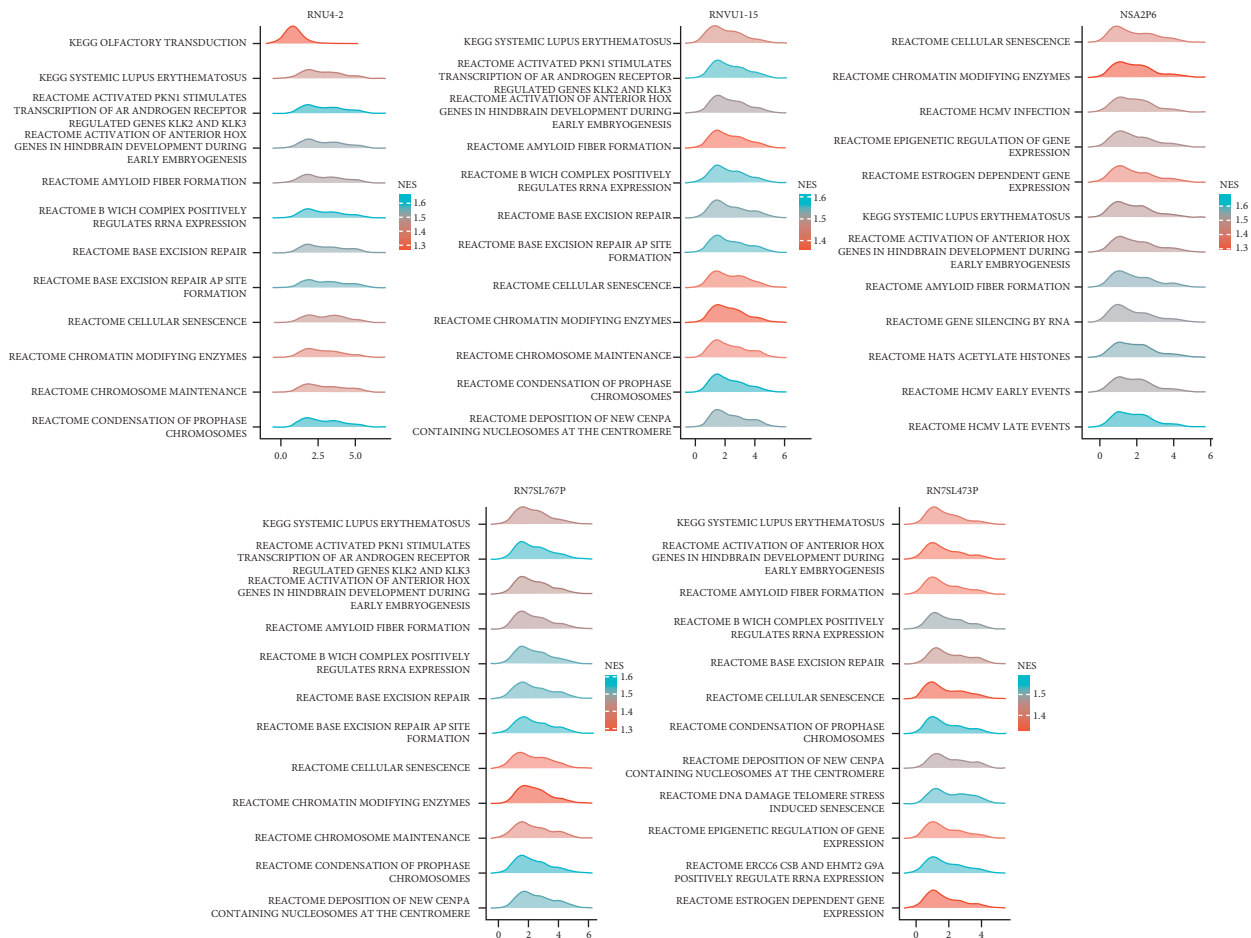 RNU4-2
KEGG OLFACTORY TRANSDUCTION
KEGG SYSTEMIC LUPUS ERYTHEMATOSUS
REACTOME ACTIVATED PKN1 STIMULATES
TRANSCRIPTION OF AR ANDROGEN RECEPTOR
REGULATED GENES KLK2 AND KLK3
REACTOME ACTIVATION OF ANTERIOR HOX
GENES IN HINDBRAIN DEVELOPMENT DURING
EARLY EMBRYOGENESIS
REACTOME AMYLOID FIBER FORMATION
REACTOME B WICH COMPlEX POSITIVELY
REGULATES RRNA EXPRESSION
REACTOME BASE EXCISION REPAIR
REACTOME BASE EXCISION REPAIR AP SITE
FORMATION
REACTOME CELLULAR SENESCENCE
REACTOME CHROMATIN MODIFYING ENZYMES
REACTOME CHROMOSOME MAINTENANCE
REACTOME CONDENSATION OF PROPHASE
CHROMOSOMES
0.0 2.5 5.0
NES
1.6
1.5
1.4
1.3
RNVU1-15
KEGG SYSTEMIC LUPUS ERYTHEMATOSUS
REACTOME ACTIVATED PKN1 STIMULATES
TRANSCRIPTION OF AR ANDROGEN RECEPTOR
REGULATED GENES KLK2 AND KLK3
REACTOME ACTIVATION OF ANTERIOR HOX
GENES IN HINDBRAIN DEVELOPMENT DURING
EARLY EMBRYOGENESIS
REACTOME AMYLOID FIBER FORMATION
REACTOME B WICH COMPLEX POSITIVELY
REGULATES RRNA EXPRESSION
REACTOME BASE EXCISION REPAIR
REACTOME BASE EXCISION REPAIR AP SITE
FORMATION
REACTOME CELLULAR SENESCENCE
REACTOME CHROMATIN MODIFYING ENZYMES
REACTOME CHROMOSOME MAINTENANCE
REACTOME CONDENSATION OF PROPHASE
CHROMOSOMES
REACTOME DEPOSITION OF NEW CENPA
CONTAINING NUCLEOSOMES AT THE CENTROMERE
0 2 4 6
NES
1.6
1.5
1.4
NSA2P6
REACTOME CELLULAR SENESCENCE
REACTOME CHROMATIN MODIFYING ENZYMES
REACTOME HCMV INFECTION
REACTOME EPIGENETIC REGULATION OF GENE
EXPRESSION
REACTOME ESTROGEN DEPENDENT GENE
EXPRESSION
KEGG SYSTEMIC LUPUS ERYTHEMATOSUS
REACTOME ACTIVATION OF ANTERIOR HOX
GENES IN HINDBRAIN DEVELOPMENT DURING
EARLY EMBRYOGENESIS
REACTOME AMYLOID FIBER FORMATION
REACTOME GENE SILENCING BY RNA
REACTOME HATS ACETYLATE HISTONES
REACTOME HCMV EARLY EVENTS
REACTOME HCMV LATE EVENTS
0 2 4 6
NES
1.6
1.5
1.4
1.3
RN7SL767P
KEGG SYSTEMIC LUPUS ERYTHEMATOSUS
REACTOME ACTIVATED PKN1 STIMULATES
TRANSCRIPTION OF AR ANDROGEN RECEPTOR
REGULATED GENES KLK2 AND KLK3
REACTOME ACTIVATION OF ANTERIOR HOX
GENES IN HINDBRAIN DEVELOPMENT DURING
EARLY EMBRYOGENESIS
REACTOME AMYLOID FIBER FORMATION
REACTOME B WICH COMPLEX POSITIVELY
REGULATES RRNA EXPRESSION
REACTOME BASE EXCISION REPAIR
REACTOME BASE EXCISION REPAIR AP SITE
FORMATION
REACTOME CELLULAR SENESCENCE
REACTOME CHROMATIN MODIFYING ENZYMES
REACTOME CHROMOSOME MAINTENANCE
REACTOME CONDENSATION OF PROPHASE
CHROMOSOMES
REACTOME DEPOSITION OF NEW CENPA
CONTAINING NUCLEOSOMES AT THE CENTROMERE
0 2 4 6
NES
1.6
1.5
1.4
1.3
RN7SL473P
KEGG SYSTEMIC LUPUS ERYTHEMATOSUS
REACTOME ACTIVATION OF ANTERIOR HOX
GENES IN HINDBRAIN DEVELOPMENT DURING
EARLY EMBRYOGENESIS
REACTOME AMYLOID FIBER FORMATION
REACTOME B WICH COMPLEX POSITIVELY
REGULATES RRNA EXPRESSION
REACTOME BASE EXCISION REPAIR
REACTOME CELLULAR SENESCENCE
REACTOME CONDENSATION OF PROPHASE
CHROMOSOMES
REACTOME DEPOSITION OF NEW CENPA
CONTAINING NUCLEOSOMES AT THE CENTROMERE
REACTOME DNA DAMAGE TELOMERE STRESS
INDUCED SENESCENCE
REACTOME EPIGENETIC REGULATION OF GENE
EXPRESSION
REACTOME ERCC6 CSB AND EHMT2 G9A
POSITIVELY REGULATE RRNA EXPRESSION
REACTOME ESTROGEN DEPENDENT GENE
EXPRESSION
0 2 4
NES
1.5
1.4